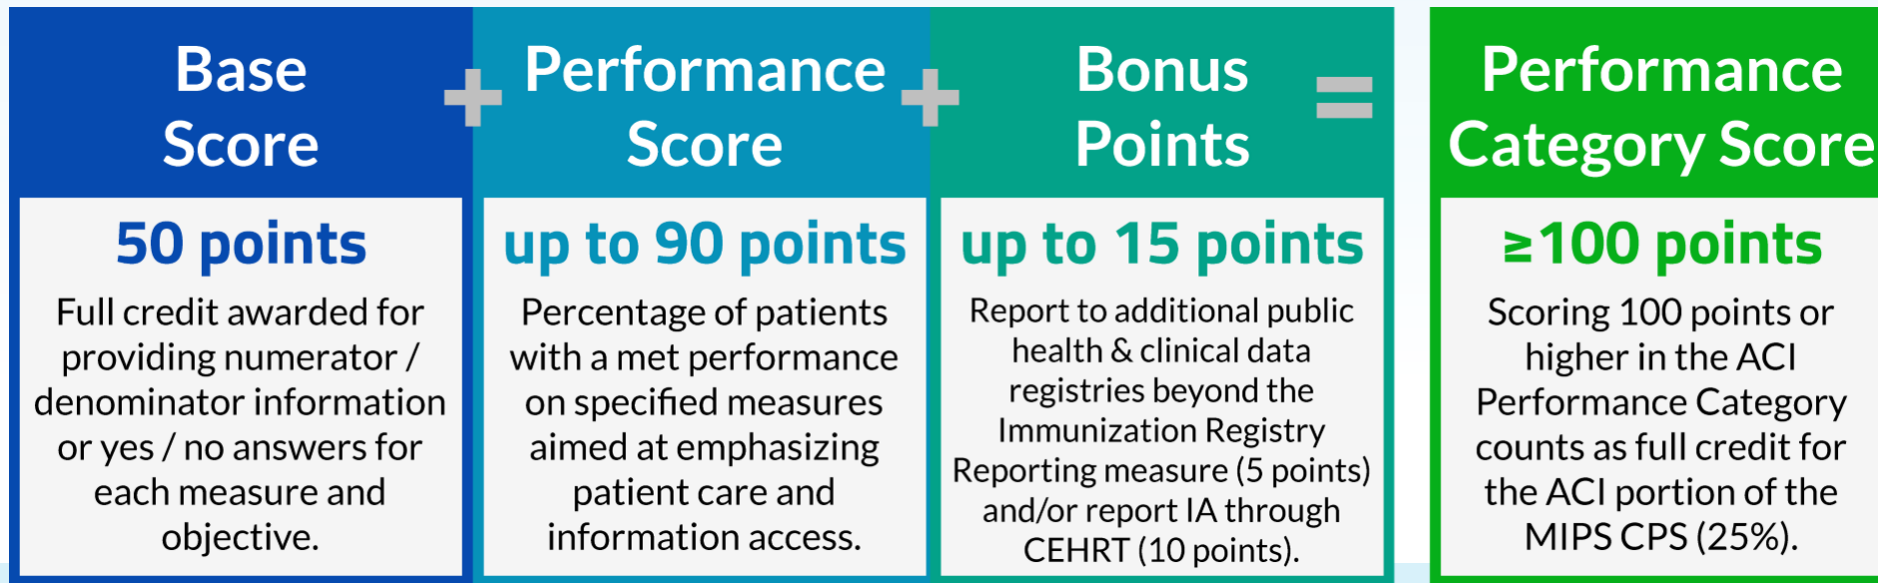 Base
Score
+
Performance
Score
+
Bonus
Points
=
Performance
Category Score
50 points
Full credit awarded for
providing numerator /
denominator information
or yes / no answers for
each measure and
objective.
up to 90 points
Percentage of patients
with a met performance
on specified measures
aimed at emphasizing
patient care and
information access.
up to 15 points
Report to additional public
health & clinical data
registries beyond the
Immunization Registry
Reporting measure (5 points)
and/or report IA through
CEHRT (10 points).
≥100 points
Scoring 100 points or
higher in the ACI
Performance Category
counts as full credit for
the ACI portion of the
MIPS CPS (25%).